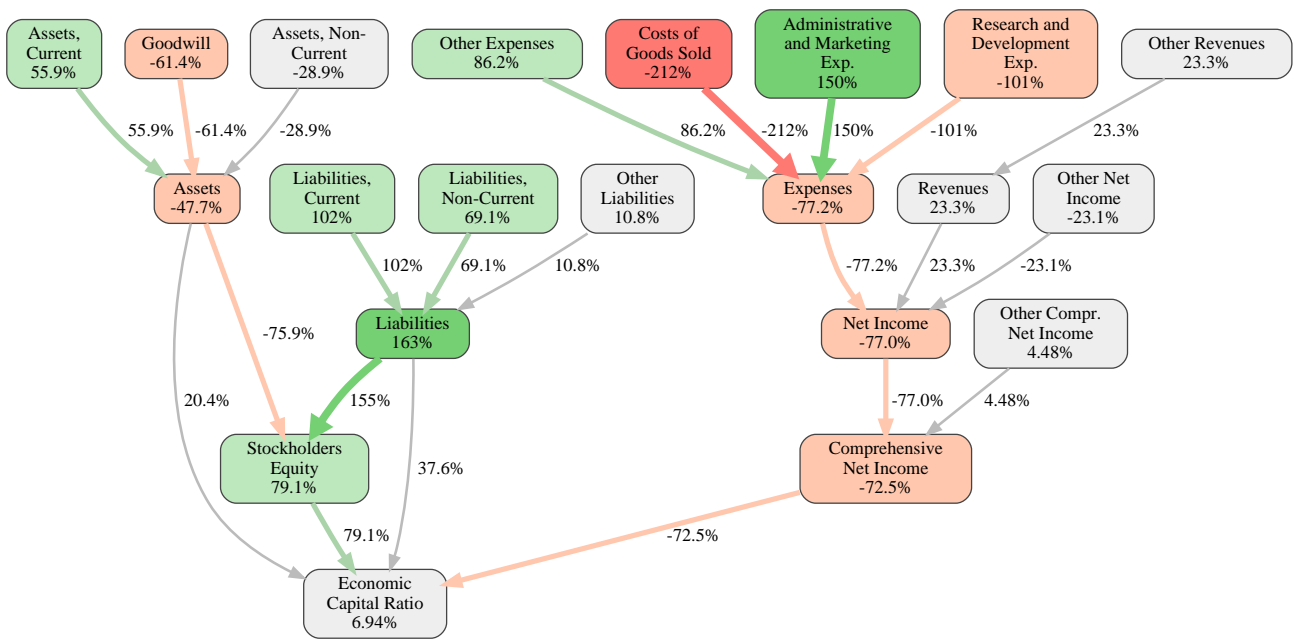 Assets,
Current
55.9%
Goodwill
-61.4%
Assets, Non-
Current
-28.9%
Other Expenses
86.2%
Costs of
Goods Sold
-212%
Administrative
and Marketing
Exp.
150%
Research and
Development
Exp.
-101%
Other Revenues
23.3%
55.9%
-61.4%
-28.9%
86.2%
-212%
150%
-101%
23.3%
Assets
-47.7%
Liabilities,
Current
102%
Liabilities,
Non-Current
69.1%
Other
Liabilities
10.8%
Expenses
-77.2%
Revenues
23.3%
Other Net
Income
-23.1%
102%
69.1%
10.8%
-77.2%
23.3%
-23.1%
Liabilities
163%
Net Income
-77.0%
Other Compr.
Net Income
4.48%
-75.9%
20.4%
155%
-77.0%
4.48%
Stockholders
Equity
79.1%
37.6%
Comprehensive
Net Income
-72.5%
79.1%
-72.5%
Economic
Capital Ratio
6.94%